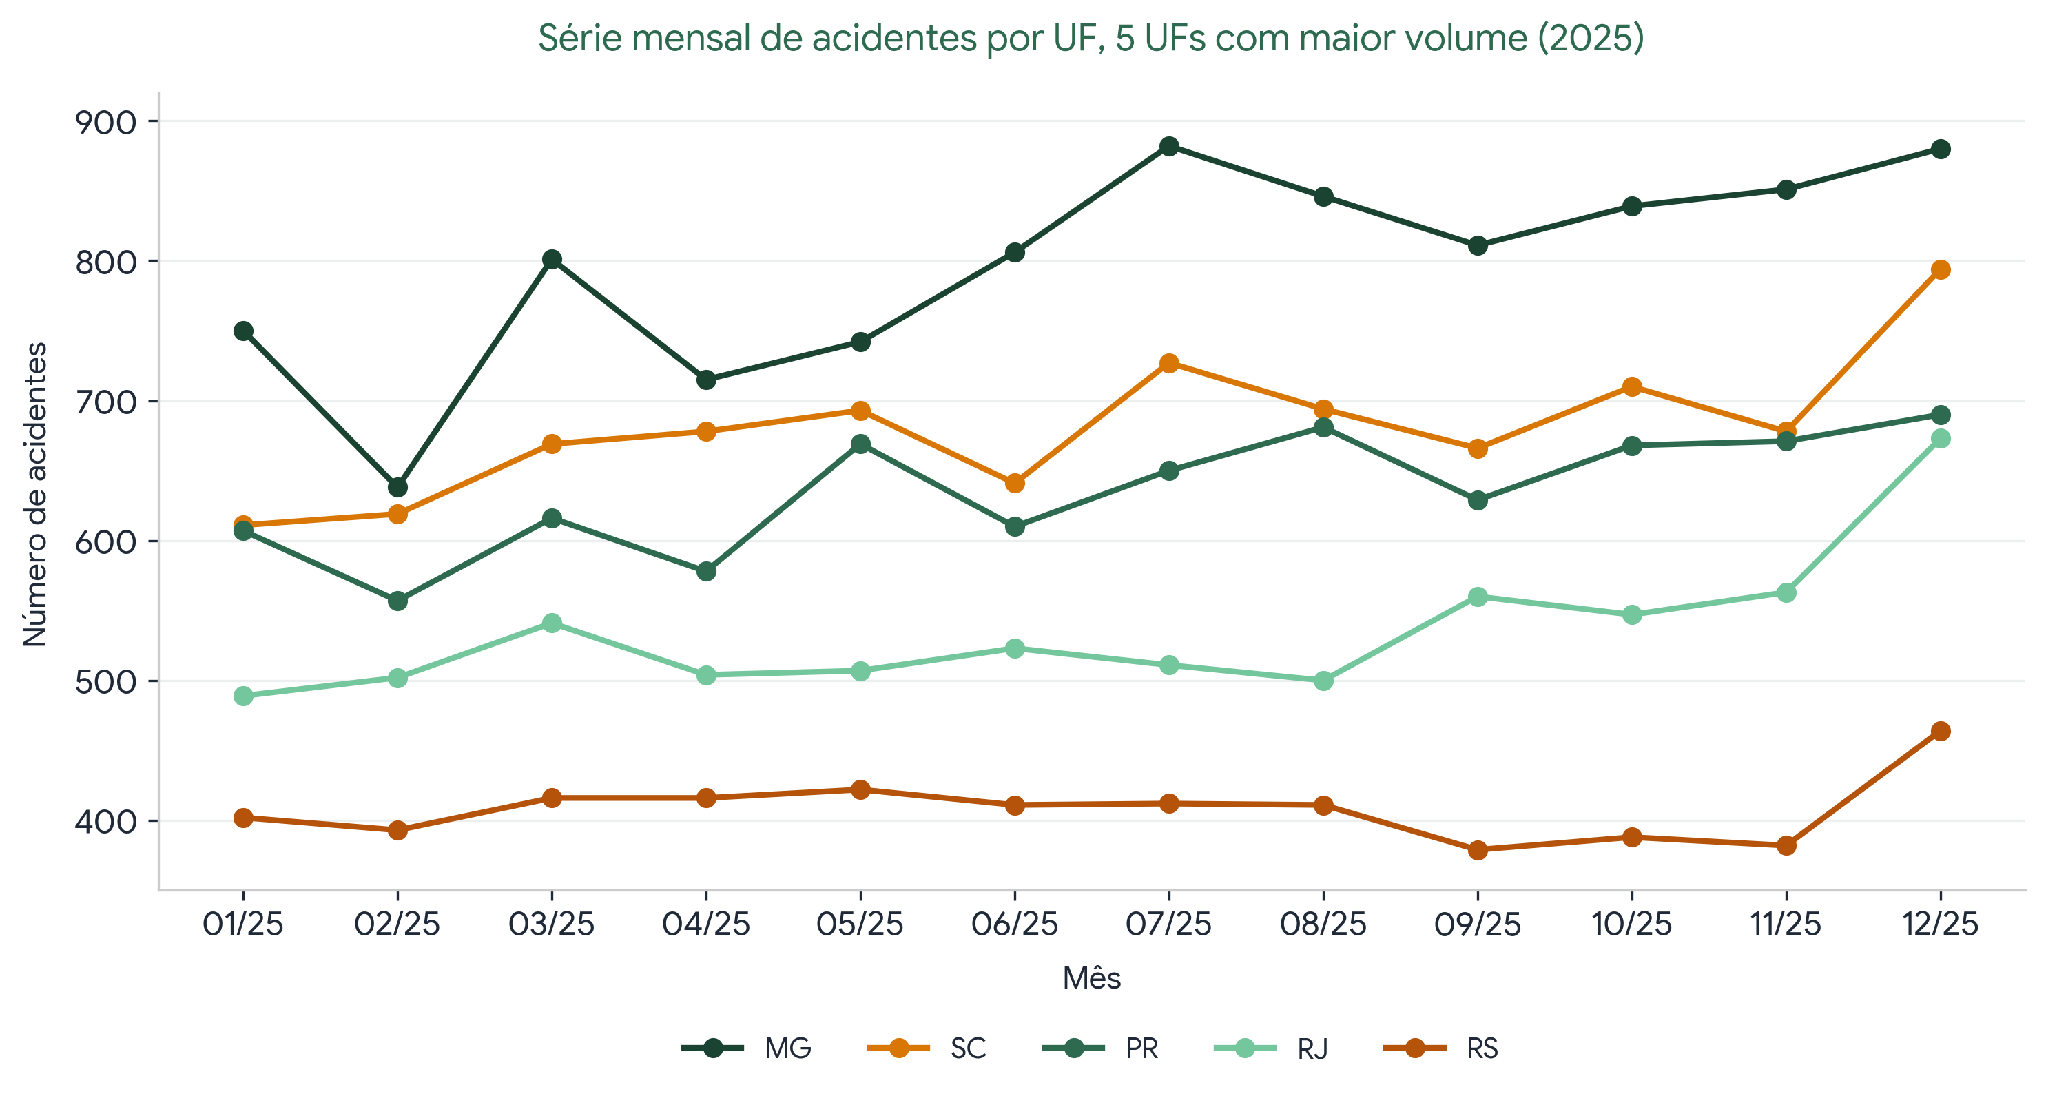 Série mensal de acidentes por UF, 5 UFs com maior volume (2025)
Número de acidentes
900
800
700
600
500
400
01/25 02/25 03/25 04/25 05/25 06/25 07/25 08/25 09/25 10/25 11/25 12/25
Mês
MG SC PR RJ RS